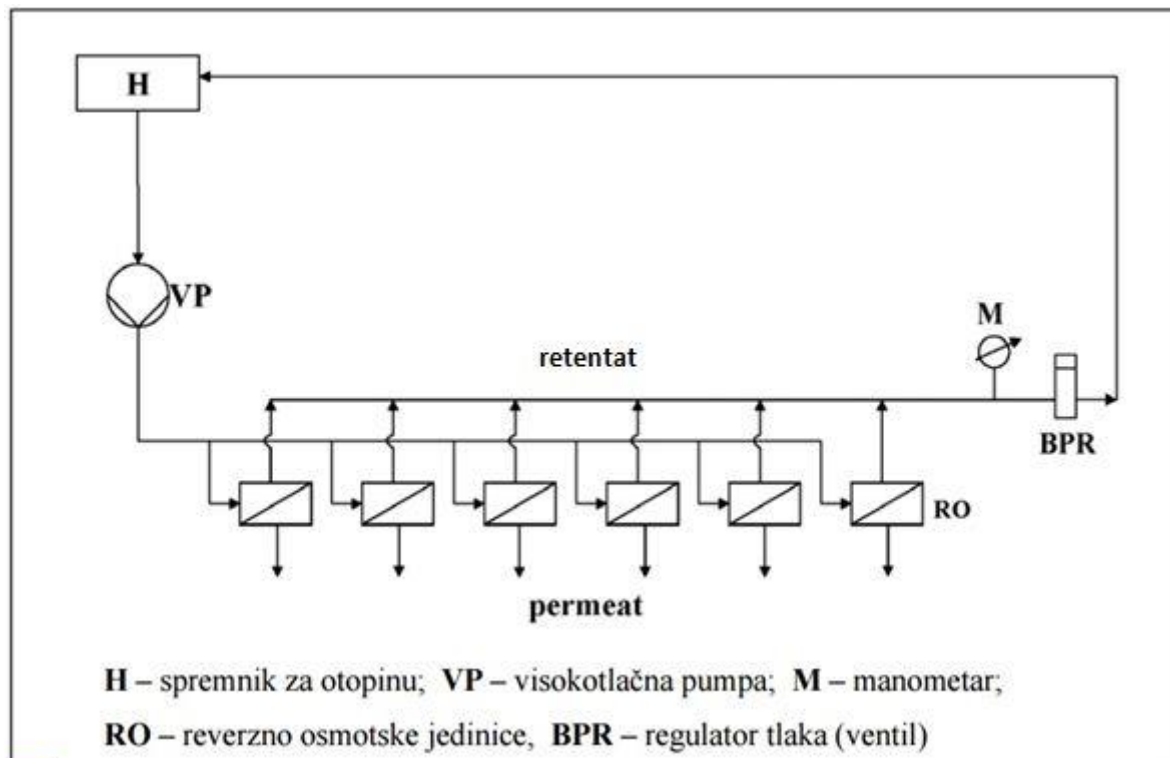 H
VP
M
retentat
BPR
RO
permeat
H – spremnik za otopinu; VP – visokotlačna pumpa; M – manometar;
RO – reverzno osmotske jedinice, BPR – regulator tlaka (ventil)